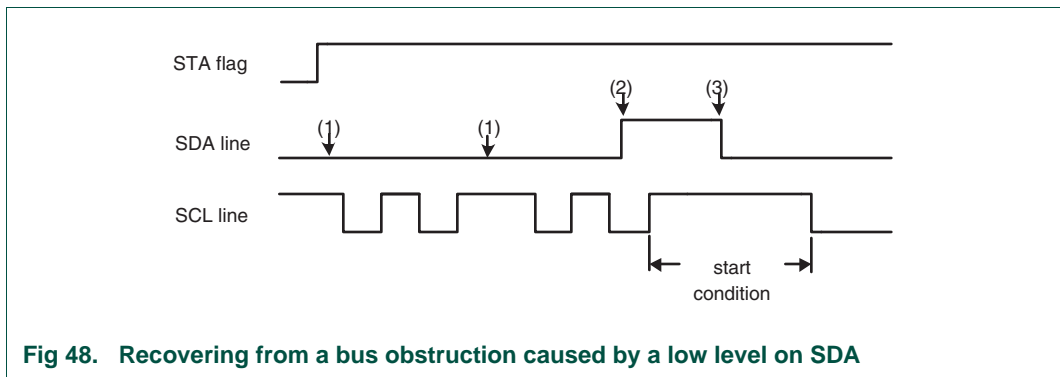 STA flag
(2) (3)
(1) (1)
SDA line
SCL line
start
condition
Fig 48. Recovering from a bus obstruction caused by a low level on SDA